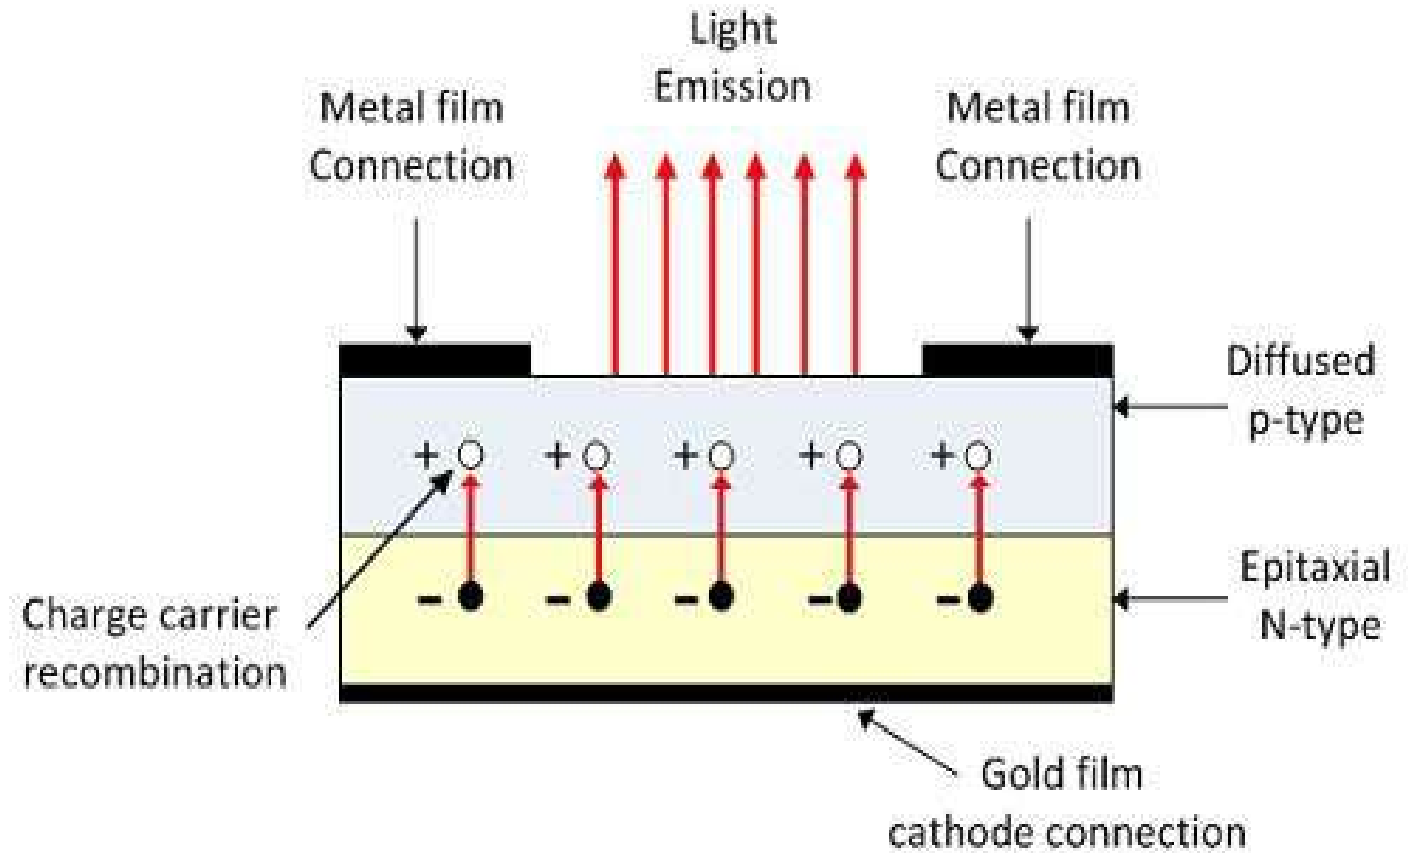 Light
Emission
Metal film
Connection
Metal film
Connection
Diffused
p-type
+ + + + +
Epitaxial
N-type
- - - - -
Charge carrier
recombination
Gold film
cathode connection